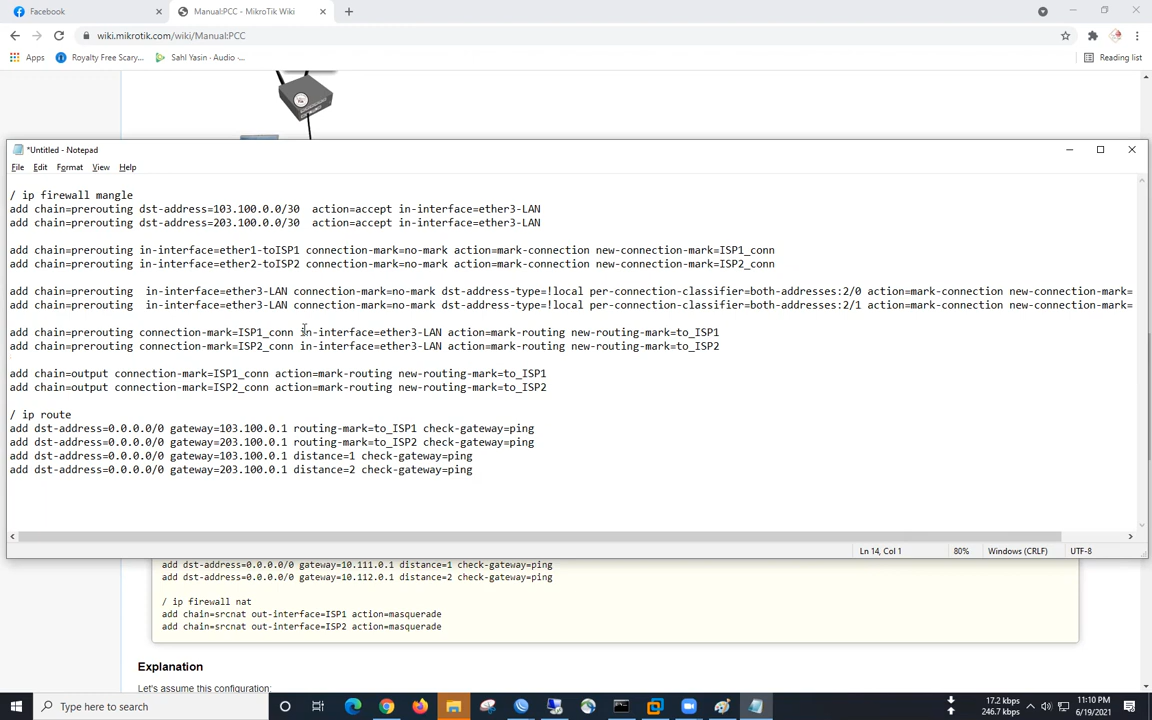 Facebook
Manual:PCC - MikroTik Wiki
wiki.mikrotik.com/wiki/Manual:PCC
Apps
Royalty Free Scary...
Sahl Yasin - Audio -...
Reading list
*Untitled - Notepad
File Edit Format View Help
/ ip firewall mangle
add chain=prerouting dst-address=103.100.0.0/30  action=accept in-interface=ether3-LAN
add chain=prerouting dst-address=203.100.0.0/30  action=accept in-interface=ether3-LAN
add chain=prerouting in-interface=ether1-toISP1 connection-mark=no-mark action=mark-connection new-connection-mark=ISP1_conn
add chain=prerouting in-interface=ether2-toISP2 connection-mark=no-mark action=mark-connection new-connection-mark=ISP2_conn
add chain=prerouting  in-interface=ether3-LAN connection-mark=no-mark dst-address-type=!local per-connection-classifier=both-addresses:2/0 action=mark-connection new-connection-mark=
add chain=prerouting  in-interface=ether3-LAN connection-mark=no-mark dst-address-type=!local per-connection-classifier=both-addresses:2/1 action=mark-connection new-connection-mark=
add chain=prerouting connection-mark=ISP1_conn in-interface=ether3-LAN action=mark-routing new-routing-mark=to_ISP1
add chain=prerouting connection-mark=ISP2_conn in-interface=ether3-LAN action=mark-routing new-routing-mark=to_ISP2
add chain=output connection-mark=ISP1_conn action=mark-routing new-routing-mark=to_ISP1
add chain=output connection-mark=ISP2_conn action=mark-routing new-routing-mark=to_ISP2
/ ip route
add dst-address=0.0.0.0/0 gateway=103.100.0.1 routing-mark=to_ISP1 check-gateway=ping
add dst-address=0.0.0.0/0 gateway=203.100.0.1 routing-mark=to_ISP2 check-gateway=ping
add dst-address=0.0.0.0/0 gateway=103.100.0.1 distance=1 check-gateway=ping
add dst-address=0.0.0.0/0 gateway=203.100.0.1 distance=2 check-gateway=ping
Ln 14, Col 1
80%
Windows (CRLF)
UTF-8
add dst-address=0.0.0.0/0 gateway=10.111.0.1 distance=1 check-gateway=ping
add dst-address=0.0.0.0/0 gateway=10.112.0.1 distance=2 check-gateway=ping
/ ip firewall nat
add chain=srcnat out-interface=ISP1 action=masquerade
add chain=srcnat out-interface=ISP2 action=masquerade
Explanation
Let's assume this configuration:
Type here to search
17.2 kbps
246.7 kbps
11:10 PM
6/19/2021